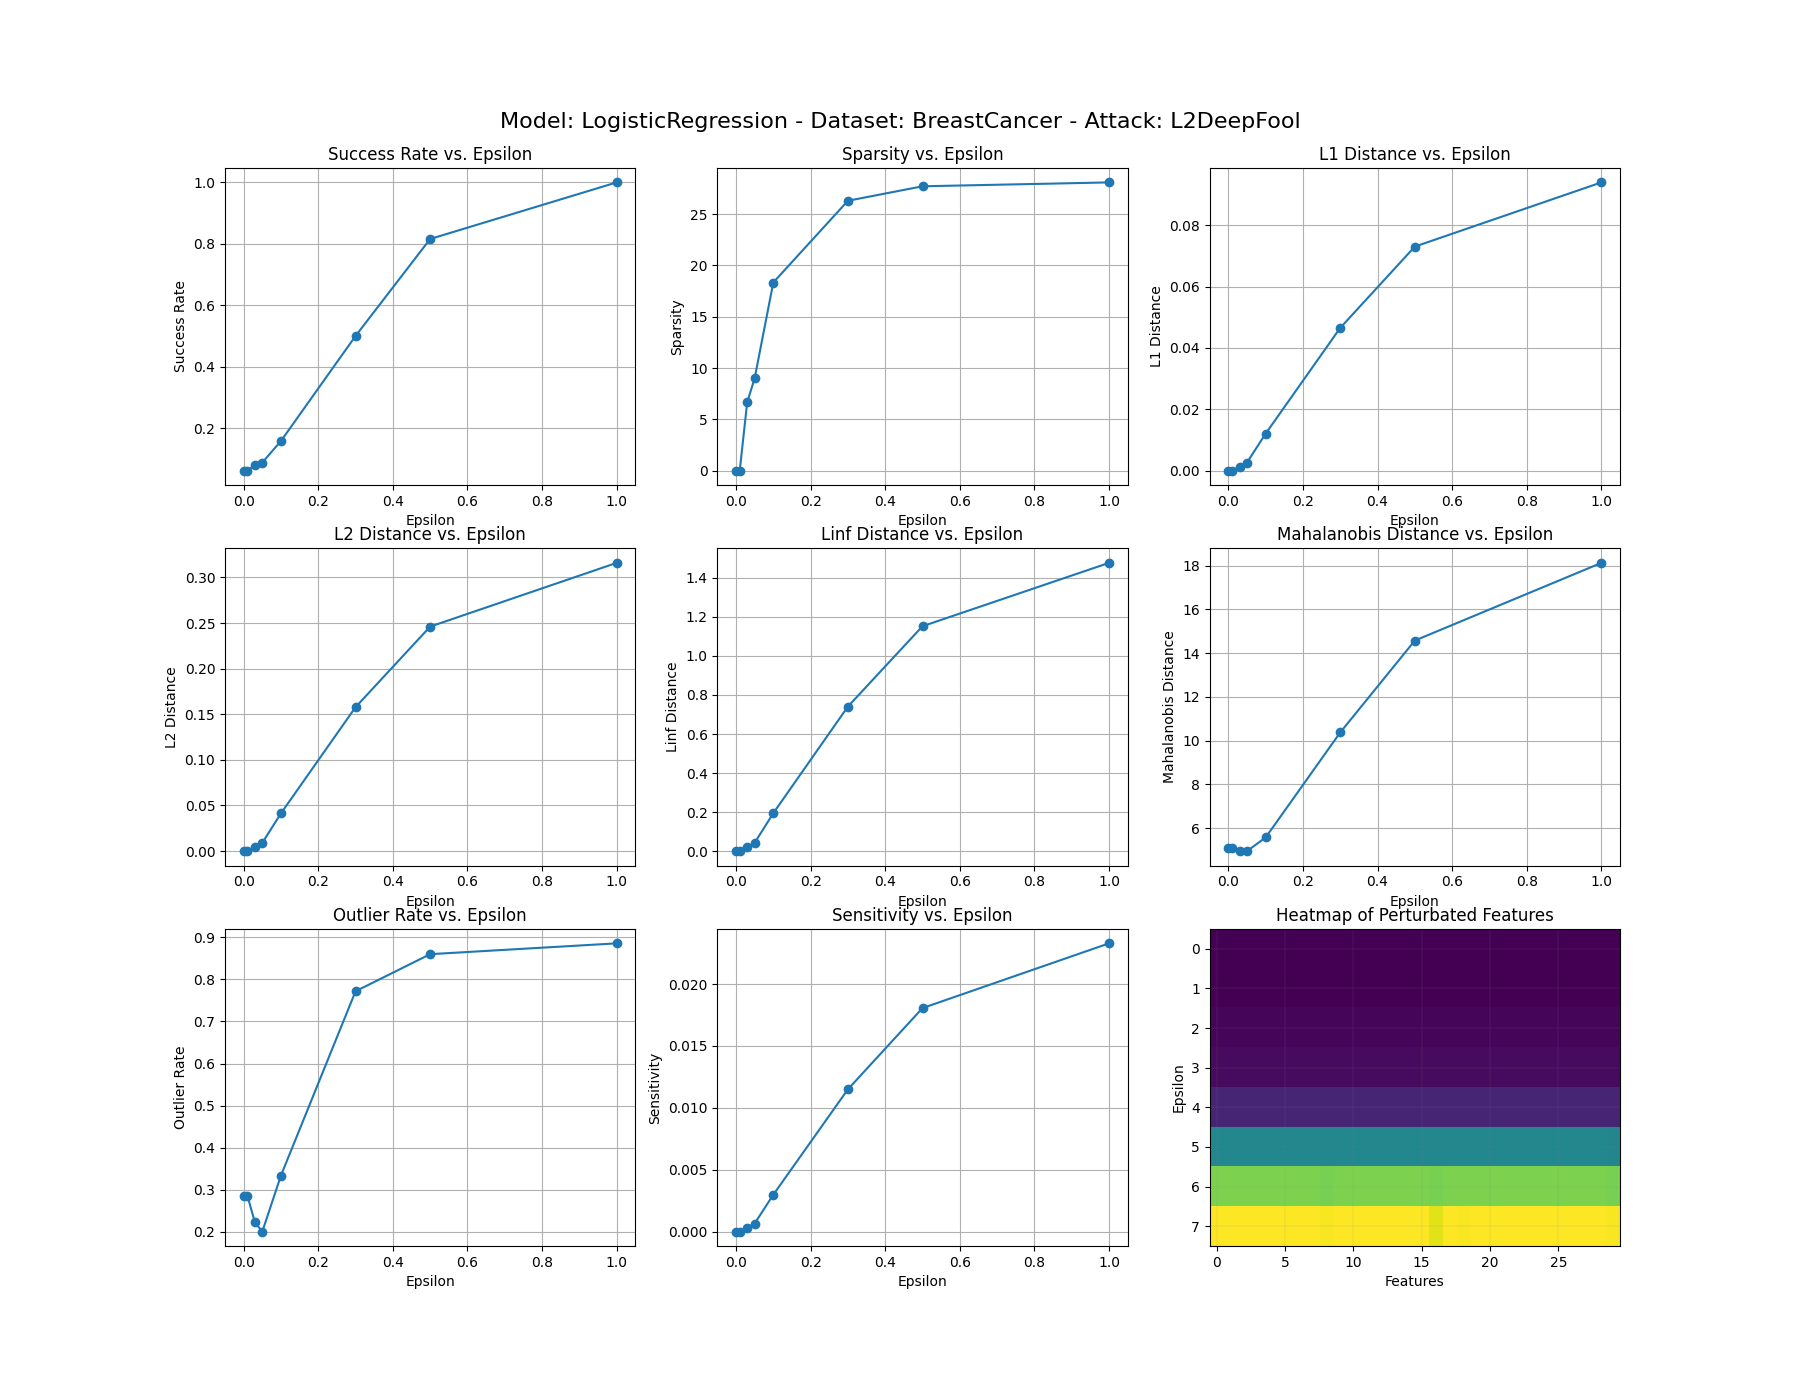 Model: LogisticRegression - Dataset: BreastCancer - Attack: L2DeepFool
Success Rate vs. Epsilon
1.0
0.8
0.6
0.4
0.2
Success Rate
0.0 0.2 0.4 0.6 0.8 1.0
Epsilon
Sparsity vs. Epsilon
25
20
15
10
5
0
Sparsity
0.0 0.2 0.4 0.6 0.8 1.0
Epsilon
L1 Distance vs. Epsilon
0.08
0.06
0.04
0.02
0.00
L1 Distance
0.0 0.2 0.4 0.6 0.8 1.0
Epsilon
L2 Distance vs. Epsilon
0.30
0.25
0.20
0.15
0.10
0.05
0.00
L2 Distance
0.0 0.2 0.4 0.6 0.8 1.0
Epsilon
Linf Distance vs. Epsilon
1.4
1.2
1.0
0.8
0.6
0.4
0.2
0.0
Linf Distance
0.0 0.2 0.4 0.6 0.8 1.0
Epsilon
Mahalanobis Distance vs. Epsilon
18
16
14
12
10
8
6
Mahalanobis Distance
0.0 0.2 0.4 0.6 0.8 1.0
Epsilon
Outlier Rate vs. Epsilon
0.9
0.8
0.7
0.6
0.5
0.4
0.3
0.2
Outlier Rate
0.0 0.2 0.4 0.6 0.8 1.0
Epsilon
Sensitivity vs. Epsilon
0.020
0.015
0.010
0.005
0.000
Sensitivity
0.0 0.2 0.4 0.6 0.8 1.0
Epsilon
Heatmap of Perturbated Features
0
1
2
3
4
5
6
7
Epsilon
0 5 10 15 20 25
Features